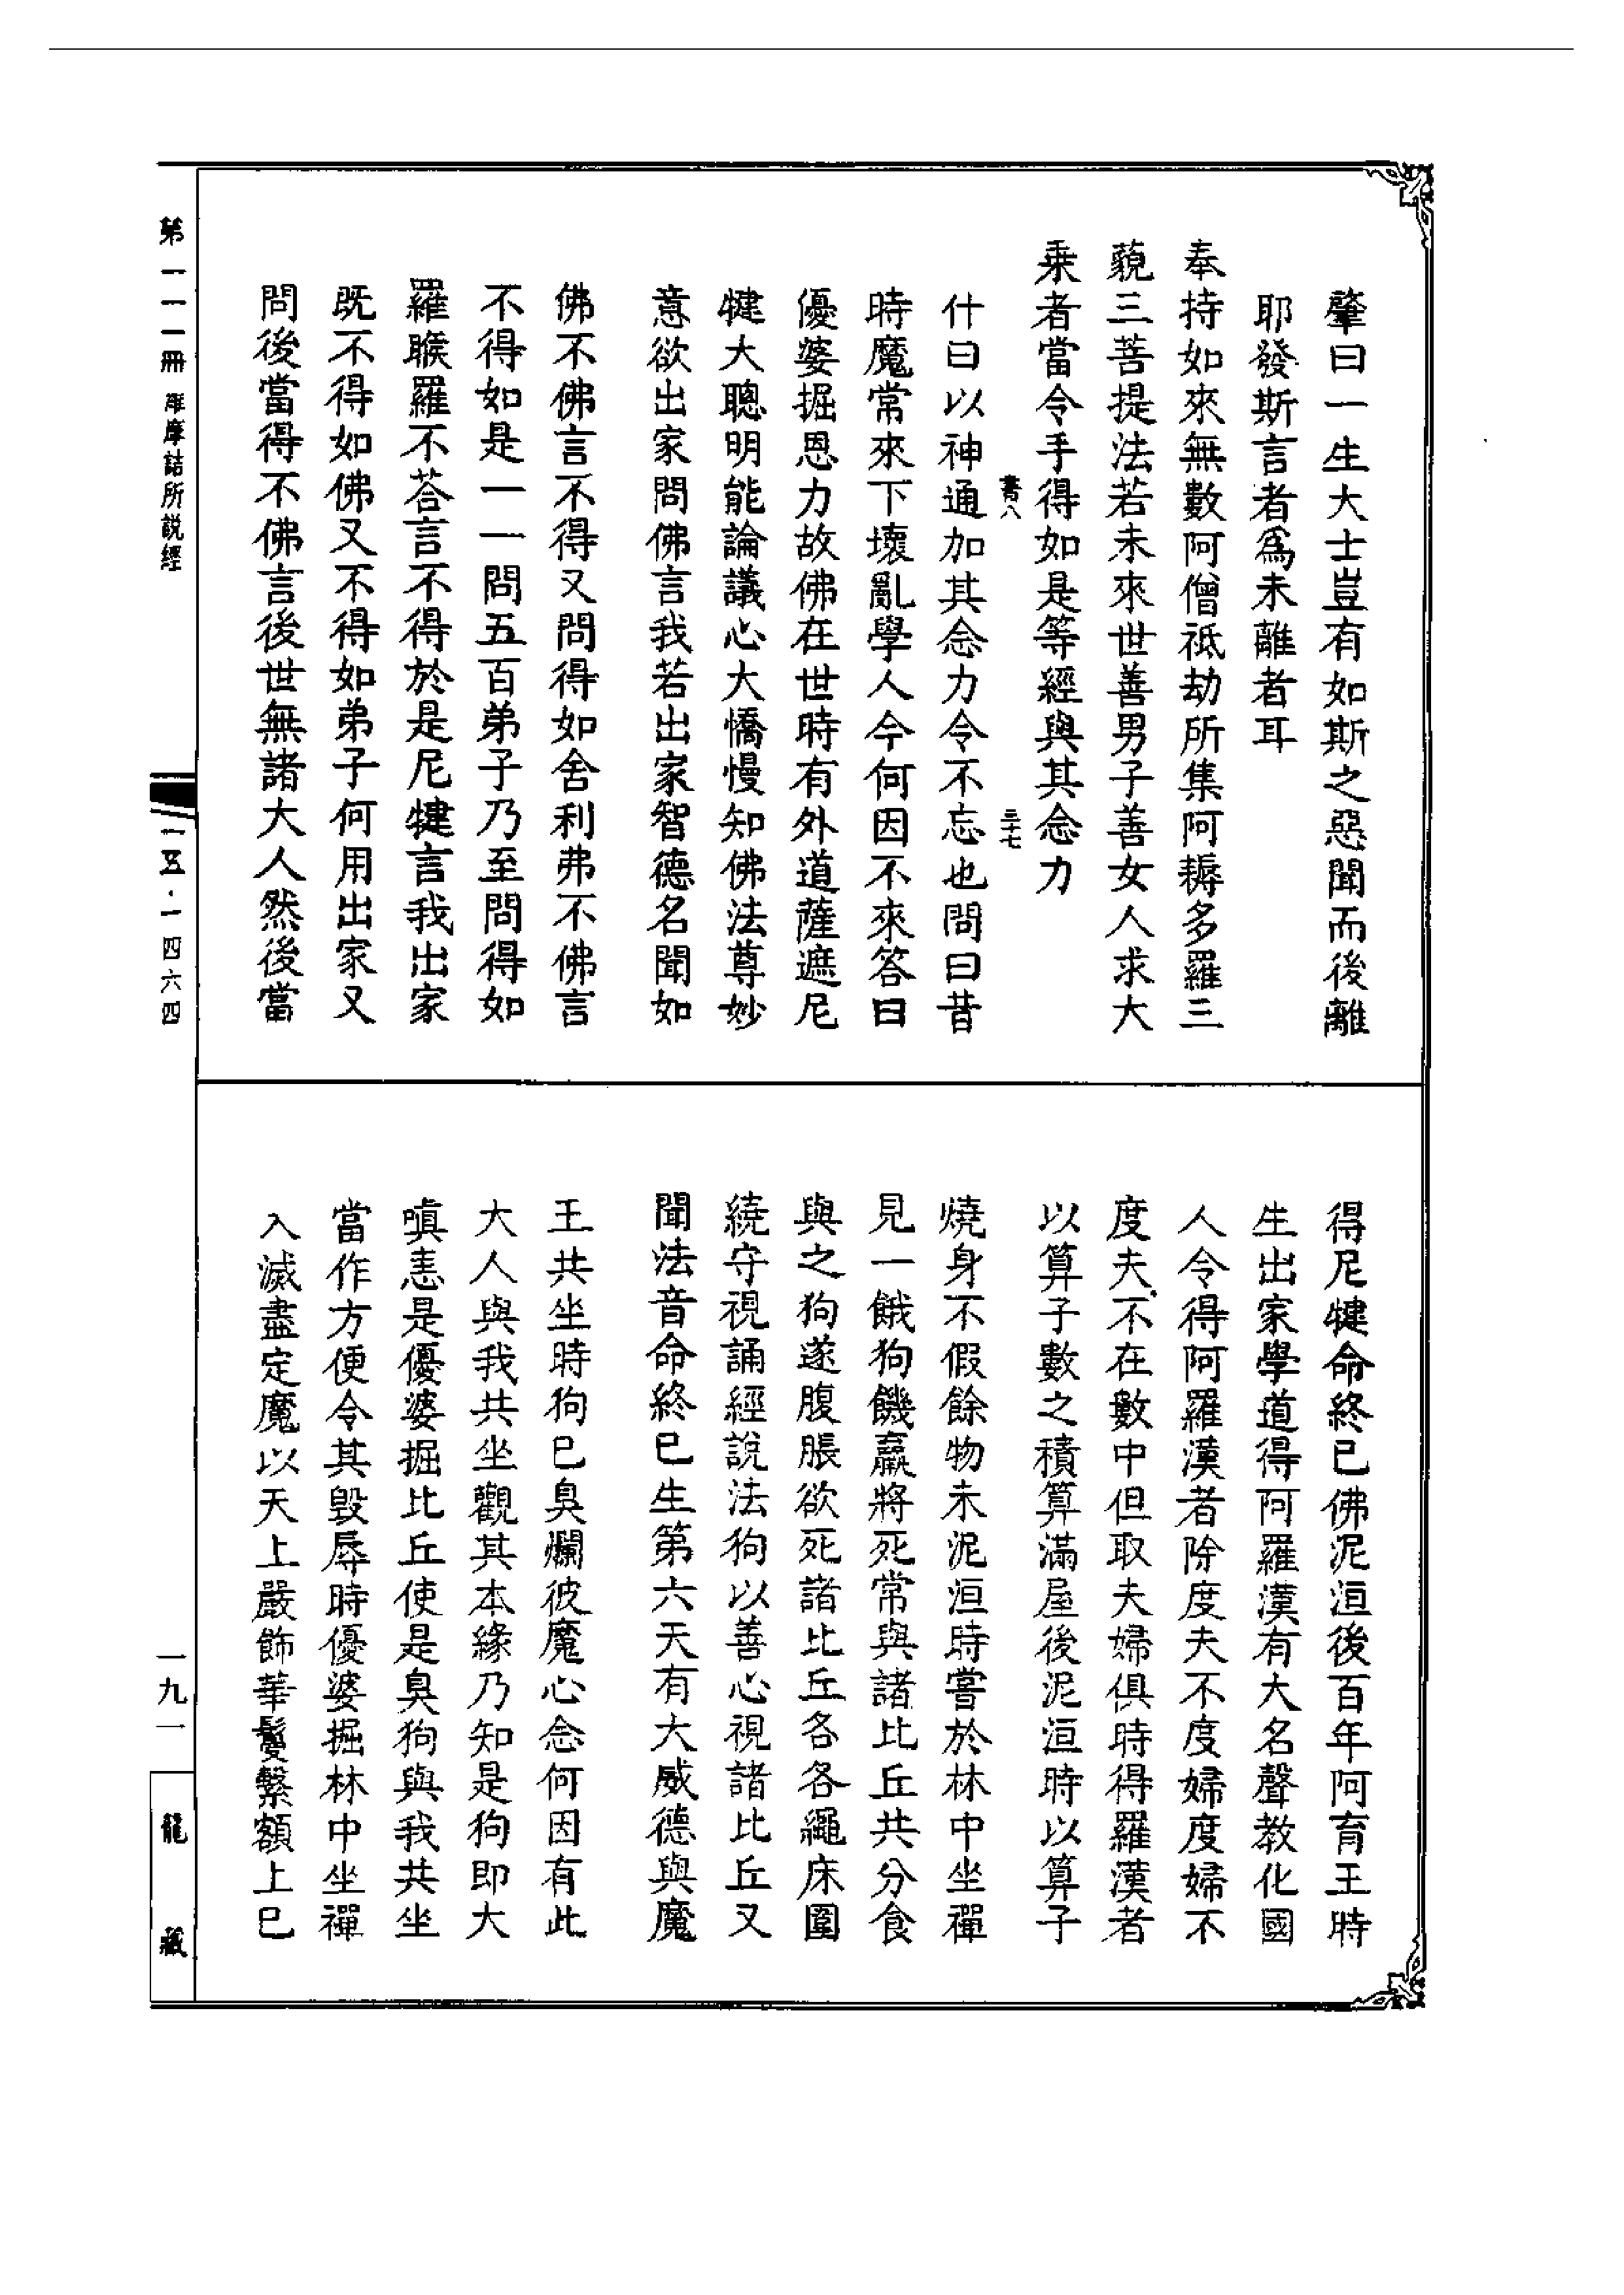 肇曰一生大士豈有如斯之惡聞而後離
耶發斯言者爲未離者耳
奉持如來無數阿僧祇劫所集阿耨多羅三
藐三菩提法若未來世善男子善女人求大
乘者當令手得如是等經與其念力
書八
三十七
什曰以神通加其念力令不忘也問曰昔
時魔常來下壞亂學人今何因不來答曰
優婆掘恩力故佛在世時有外道薩遮尼
犍大聰明能論議心大憍慢知佛法尊妙
意欲出家問佛言我若出家智德名聞如
佛不佛言不得又問得如舍利弗不佛言
不得如是一一問五百弟子乃至問得如
羅睺羅不荅言不得於是尼犍言我出家
既不得如佛又不得如弟子何用出家又
問後當得不佛言後世無諸大人然後當
得尼犍命終已佛泥洹後百年阿育王時
生出家學道得阿羅漢有大名聲教化國
人令得阿羅漢者除度夫不度婦度婦不
度夫不在數中但取夫婦俱時得羅漢者
以算子數之積算滿屋後泥洹時以算子
燒身不假餘物未泥洹時嘗於林中坐禪
見一餓狗饑羸將死常與諸比丘共分食
與之狗遂腹脹欲死諸比丘各各繩床圍
繞守視誦經說法狗以善心視諸比丘又
聞法音命終已生第六天有大威德與魔
王共坐時狗已臭爛彼魔心念何因有此
大人與我共坐觀其本緣乃知是狗即大
嗔恚是優婆掘比丘使是臭狗與我共坐
當作方便令其毀辱時優婆掘林中坐禪
入滅盡定魔以天上嚴飾華鬘繫額上已
第一一一冊 維摩詰所説經
一五·一四六四
一九一
龍藏